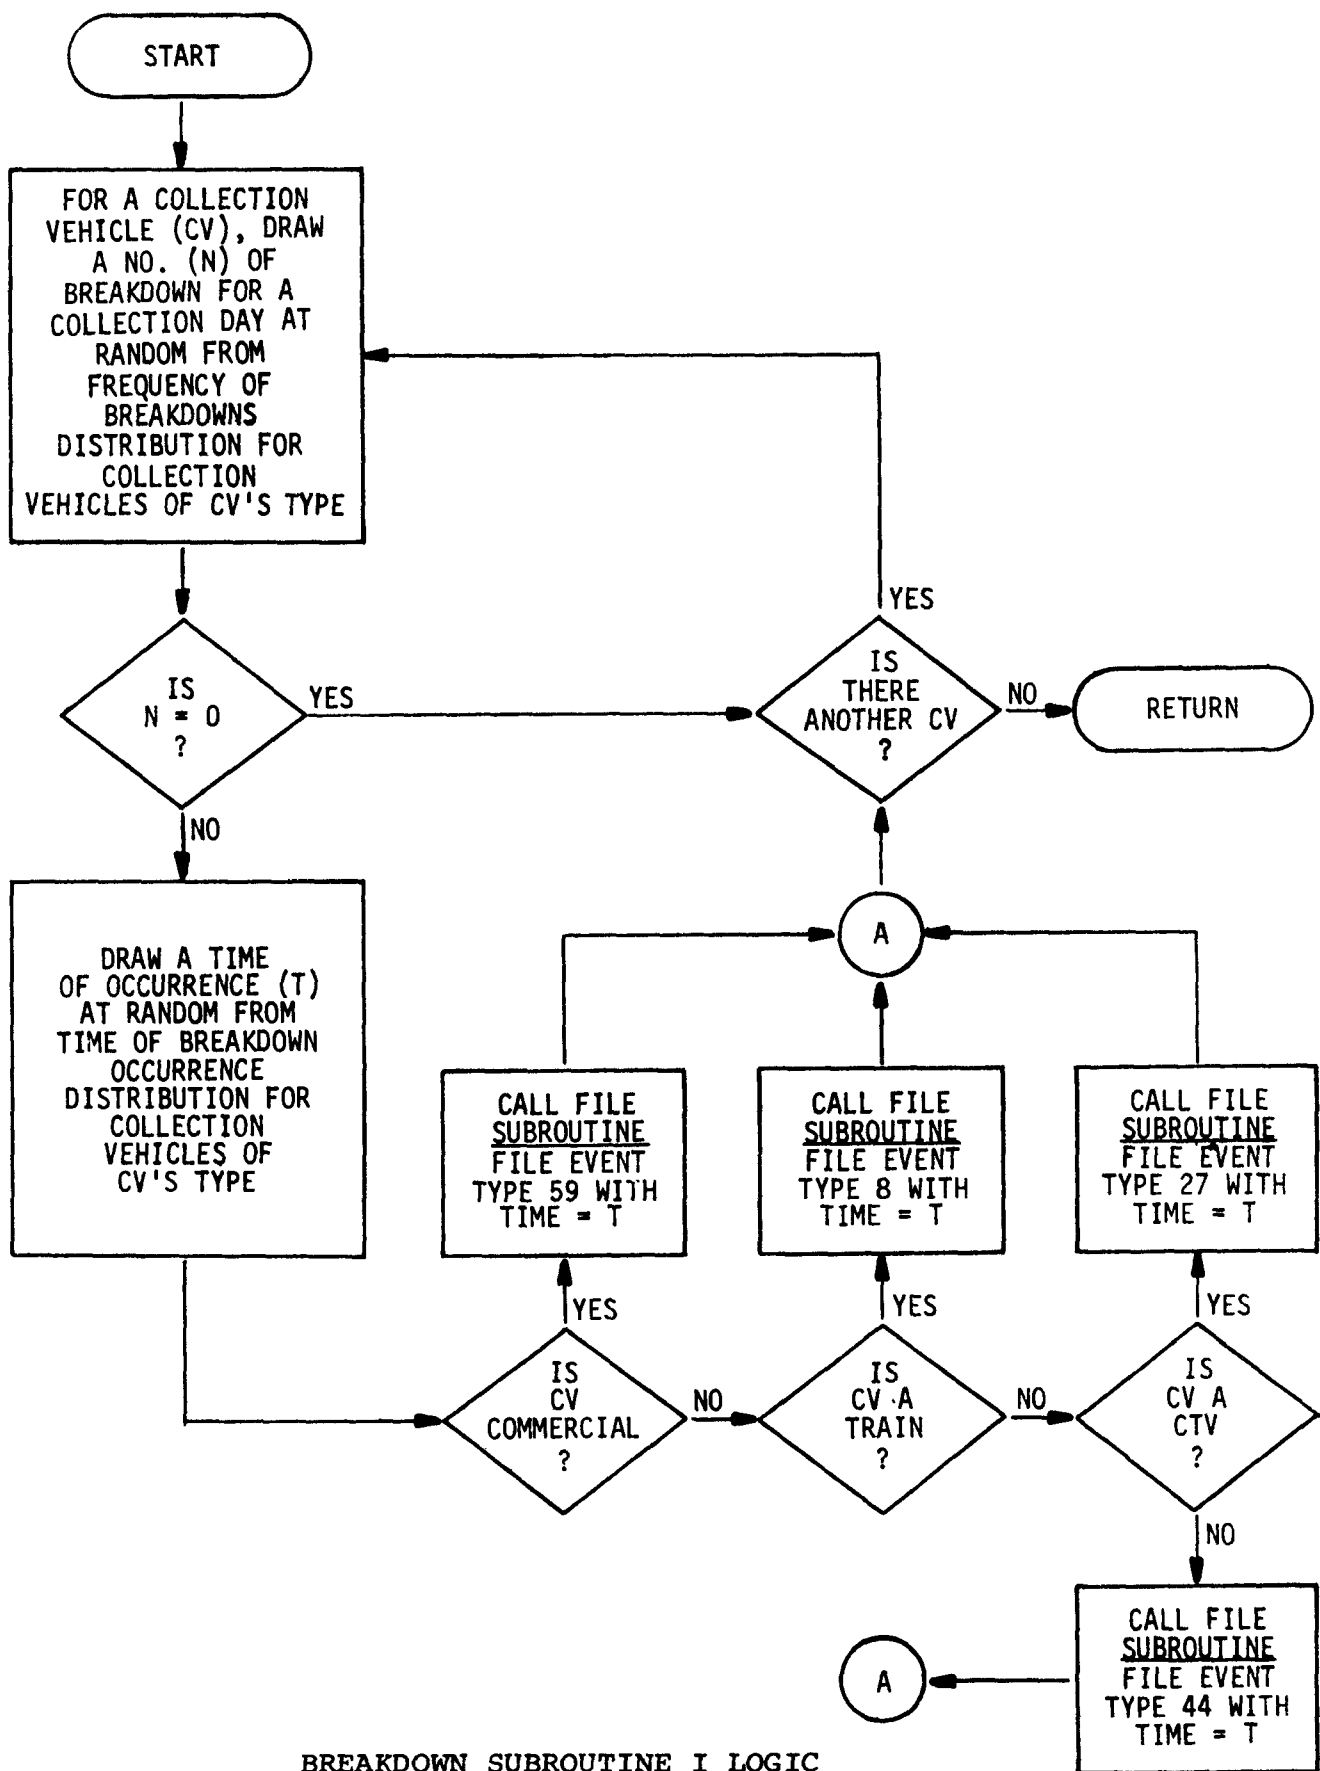 START
FOR A COLLECTION
VEHICLE (CV), DRAW
A NO. (N) OF
BREAKDOWN FOR A
COLLECTION DAY AT
RANDOM FROM
FREQUENCY OF
BREAKDOWNS
DISTRIBUTION FOR
COLLECTION
VEHICLES OF CV'S TYPE
IS
N = 0
?
YES
NO
IS
THERE
ANOTHER CV
?
YES
NO
RETURN
DRAW A TIME
OF OCCURRENCE (T)
AT RANDOM FROM
TIME OF BREAKDOWN
OCCURRENCE
DISTRIBUTION FOR
COLLECTION
VEHICLES OF
CV'S TYPE
A
CALL FILE
SUBROUTINE
FILE EVENT
TYPE 59 WITH
TIME = T
CALL FILE
SUBROUTINE
FILE EVENT
TYPE 8 WITH
TIME = T
CALL FILE
SUBROUTINE
FILE EVENT
TYPE 27 WITH
TIME = T
YES
YES
YES
IS
CV
COMMERCIAL
?
NO
IS
CV A
TRAIN
?
NO
IS
CV A
CTV
?
NO
CALL FILE
SUBROUTINE
FILE EVENT
TYPE 44 WITH
TIME = T
A
BREAKDOWN SUBROUTINE I LOGIC